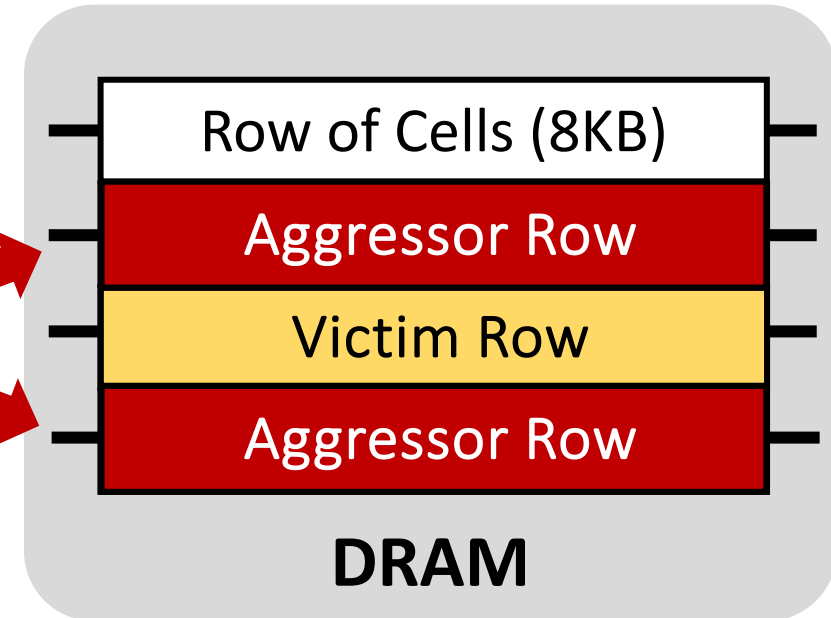 Row of Cells (8KB)
Aggressor Row
Victim Row
Aggressor Row
DRAM